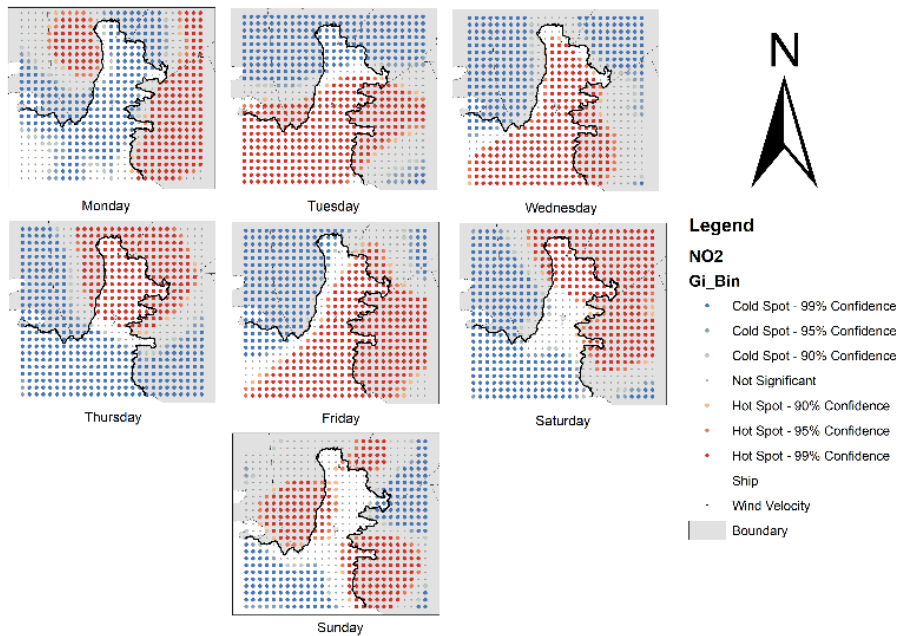 N
Monday
Tuesday
Wednesday
Thursday
Friday
Saturday
Sunday
Legend
NO2
Gi_Bin
Cold Spot - 99% Confidence
Cold Spot - 95% Confidence
Cold Spot - 90% Confidence
Not Significant
Hot Spot - 90% Confidence
Hot Spot - 95% Confidence
Hot Spot - 99% Confidence
Ship
Wind Velocity
Boundary